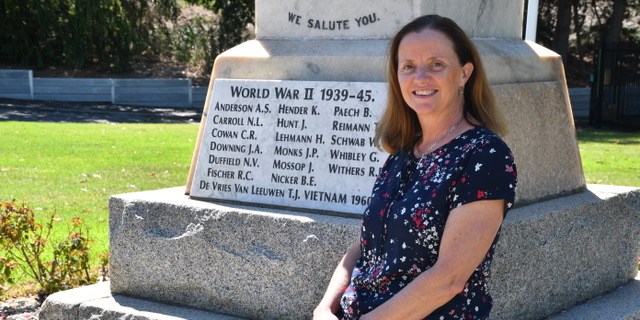 WE SALUTE YOU.
WORLD WAR II 1939-45.
ANDERSON A.S. HENDER K. PAECH B.
CARROLL N.L. HUNT J. REIMANN
COWAN C.R. LEHMANN H. SCHWAB W.
DOWNING J.A. MONKS J.P. WHIBLEY G.
DUFFIELD N.V. MOSSOP J. WITHERS R.
FISCHER R.C. NICKER B.E.
DE VRIES VAN LEEUWEN T.J. VIETNAM 196